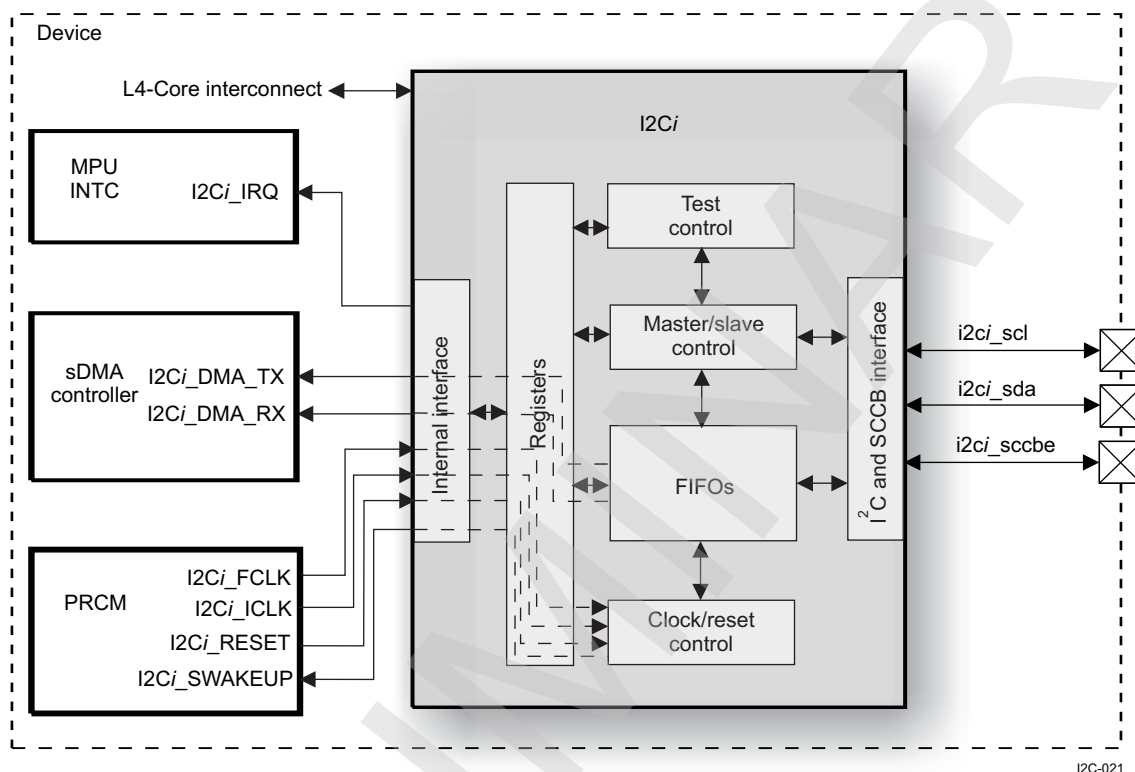 Device
L4-Core interconnect
I2Ci
MPU
INTC
I2Ci_IRQ
Test
control
Master/slave
control
sDMA
controller
I2Ci_DMA_TX
I2Ci_DMA_RX
Internal interface
Registers
FIFOs
I2C and SCCB interface
i2ci_scl
i2ci_sda
i2ci_sccbe
PRCM
I2Ci_FCLK
I2Ci_ICLK
I2Ci_RESET
I2Ci_SWAKEUP
Clock/reset
control
I2C-021